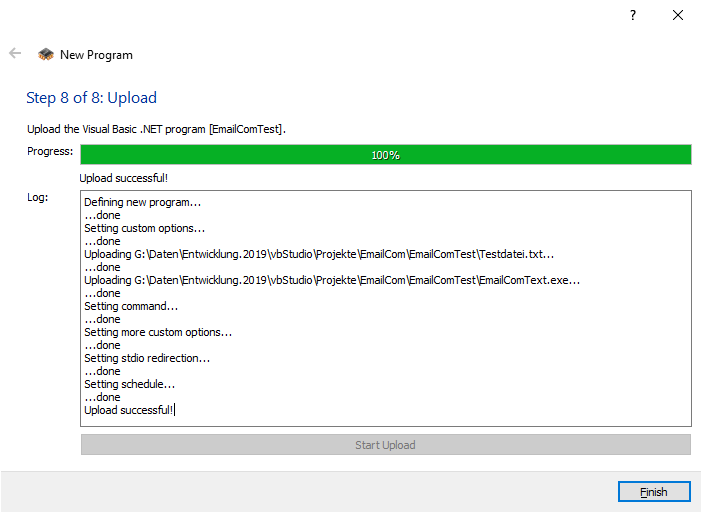 ?
New Program
Step 8 of 8: Upload
Upload the Visual Basic .NET program [EmailComTest].
Progress:
100%
Upload successful!
Log:
Defining new program...
...done
Setting custom options...
...done
Uploading G:\Daten\Entwicklung.2019\vbStudio\Projekte\EmailCom\EmailComTest\Testdatei.txt...
...done
Uploading G:\Daten\Entwicklung.2019\vbStudio\Projekte\EmailCom\EmailComTest\EmailComText.exe...
...done
Setting command...
...done
Setting more custom options...
...done
Setting stdio redirection...
...done
Setting schedule...
...done
Upload successful!
Start Upload
Finish